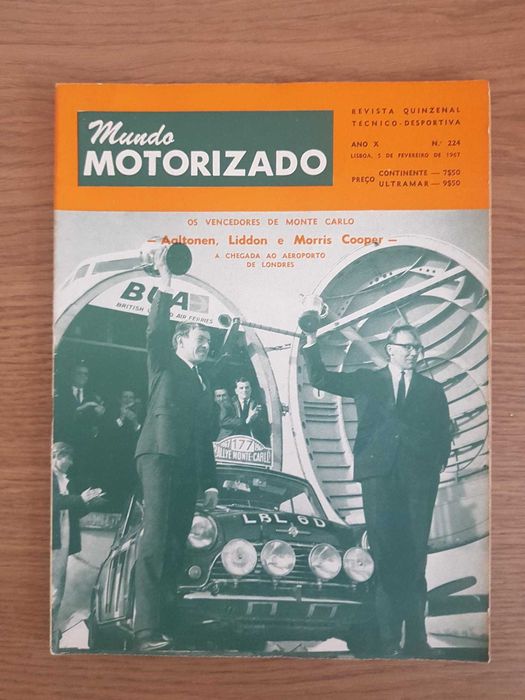 Mundo
MOTORIZADO
REVISTA QUINZENAL
TÉCNICO-DESPORTIVA
ANO X N.º 224
LISBOA, 5 DE FEVEREIRO DE 1967
PREÇO CONTINENTE — 7$50
ULTRAMAR — 9$50
OS VENCEDORES DE MONTE CARLO
— Aaltonen, Liddon e Morris Cooper —
A CHEGADA AO AEROPORTO
DE LONDRES
BRITISH AIR FERRIES
177
RALLYE MONTE-CARLO
LBL 6D